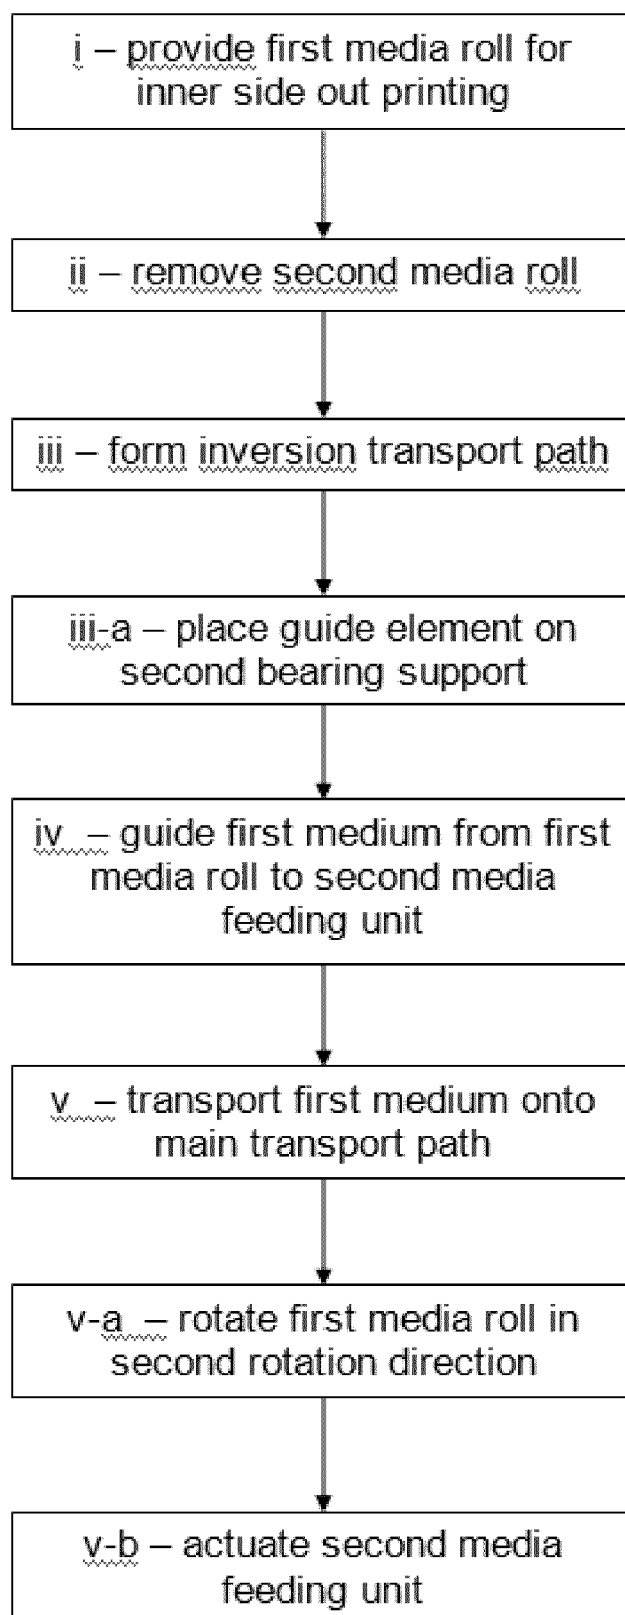 i – provide first media roll for
inner side out printing
ii – remove second media roll
iii – form inversion transport path
iii-a – place guide element on
second bearing support
iv – guide first medium from first
media roll to second media
feeding unit
v – transport first medium onto
main transport path
v-a – rotate first media roll in
second rotation direction
v-b – actuate second media
feeding unit